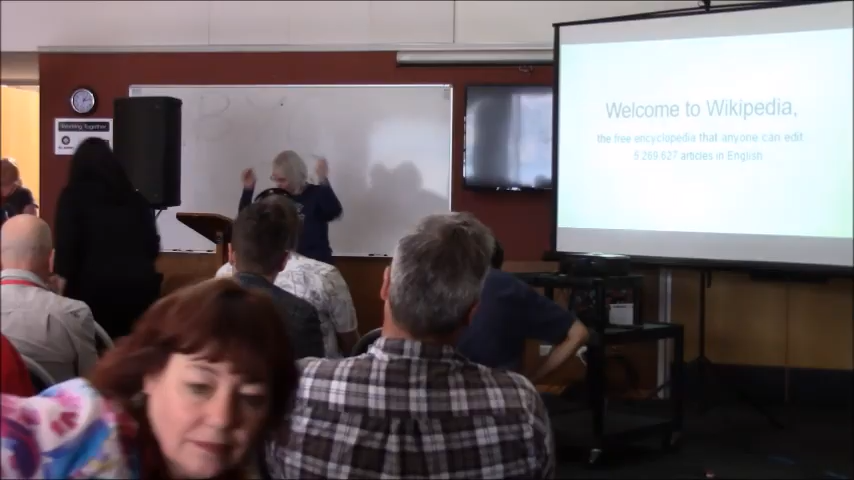 Working Together
Welcome to Wikipedia,
the free encyclopedia that anyone can edit
5,269,627 articles in English